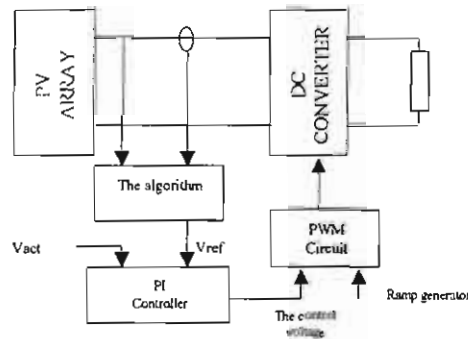 PV
ARRAY
DC
CONVERTER
The algorithm
Vact
Vref
PWM
Circuit
PI
Controller
Ramp generator
The control
voltage